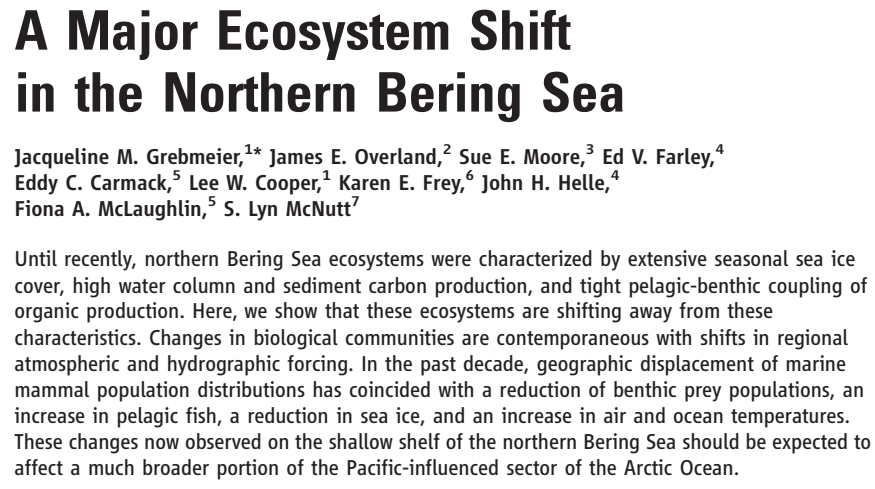 A Major Ecosystem Shift
in the Northern Bering Sea
Jacqueline M. Grebmeier,1* James E. Overland,2 Sue E. Moore,3 Ed V. Farley,4
Eddy C. Carmack,5 Lee W. Cooper,1 Karen E. Frey,6 John H. Helle,4
Fiona A. McLaughlin,5 S. Lyn McNutt7
Until recently, northern Bering Sea ecosystems were characterized by extensive seasonal sea ice
cover, high water column and sediment carbon production, and tight pelagic-benthic coupling of
organic production. Here, we show that these ecosystems are shifting away from these
characteristics. Changes in biological communities are contemporaneous with shifts in regional
atmospheric and hydrographic forcing. In the past decade, geographic displacement of marine
mammal population distributions has coincided with a reduction of benthic prey populations, an
increase in pelagic fish, a reduction in sea ice, and an increase in air and ocean temperatures.
These changes now observed on the shallow shelf of the northern Bering Sea should be expected to
affect a much broader portion of the Pacific-influenced sector of the Arctic Ocean.